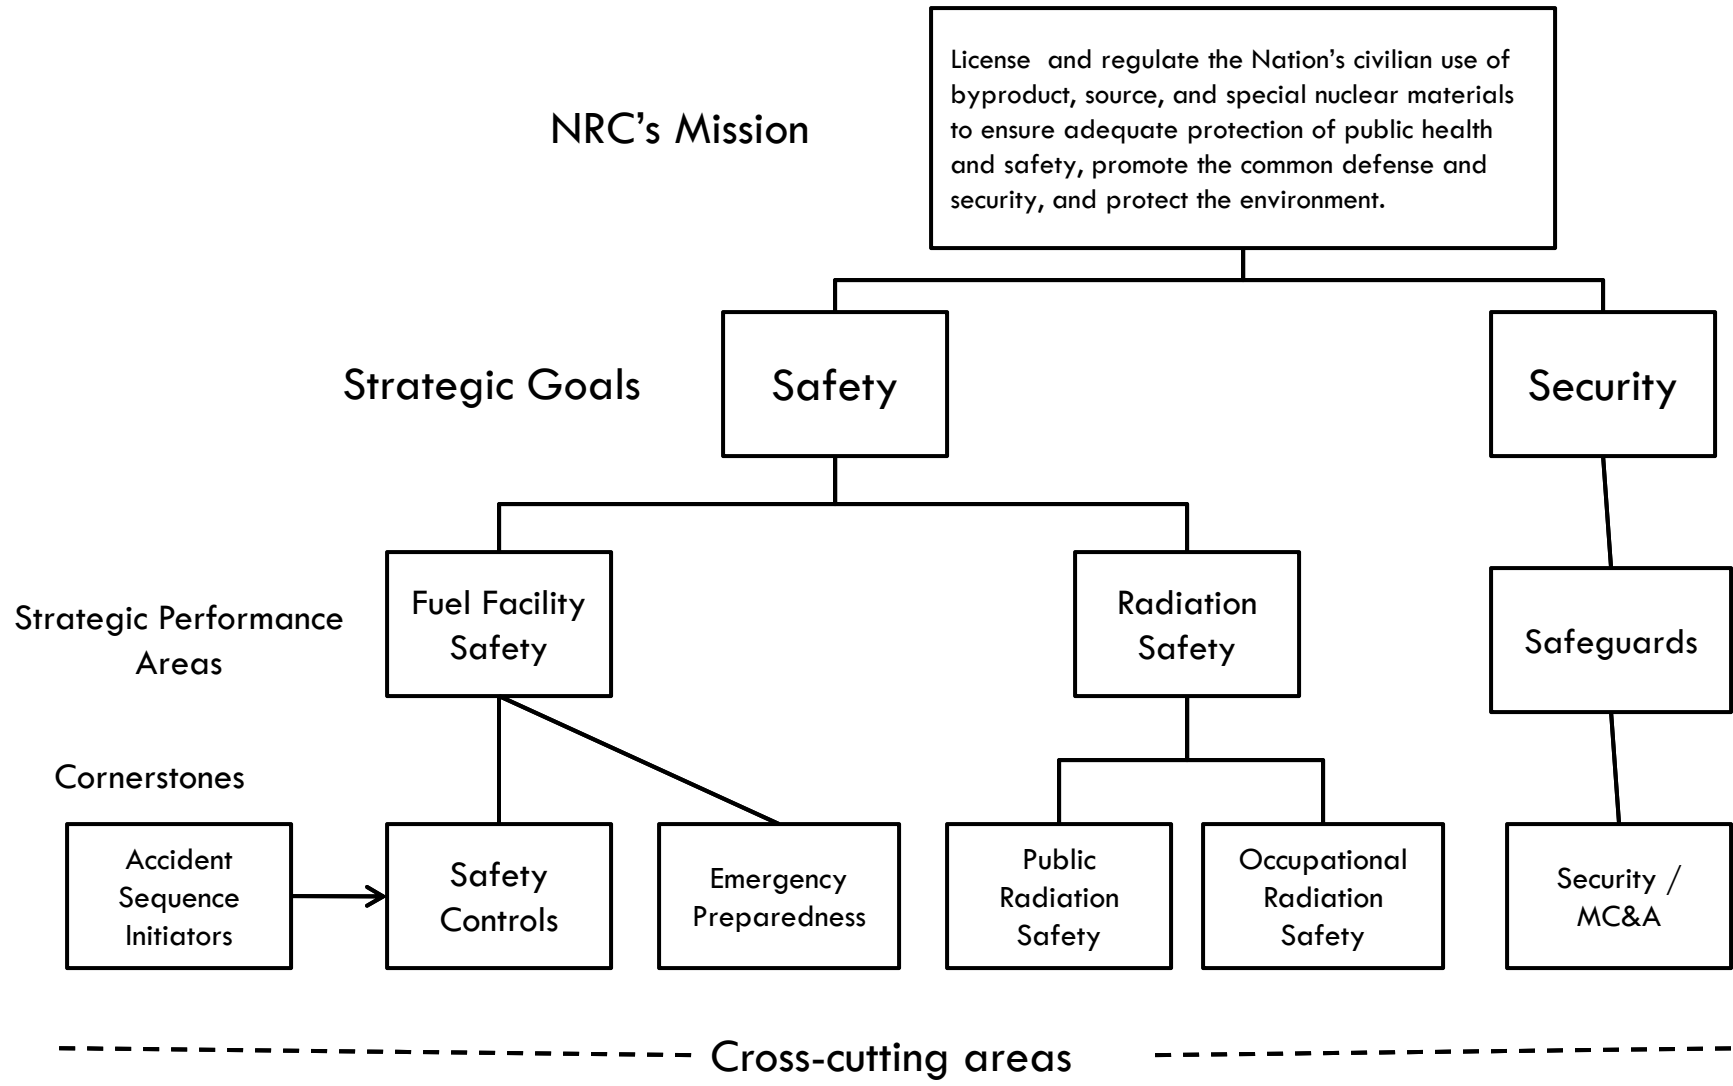 NRC's Mission
License  and regulate the Nation's civilian use of
byproduct, source, and special nuclear materials
to ensure adequate protection of public health
and safety, promote the common defense and
security, and protect the environment.
Strategic Goals
Safety
Security
Strategic Performance
Areas
Fuel Facility
Safety
Radiation
Safety
Safeguards
Cornerstones
Accident
Sequence
Initiators
Safety
Controls
Emergency
Preparedness
Public
Radiation
Safety
Occupational
Radiation
Safety
Security /
MC&A
Cross-cutting areas